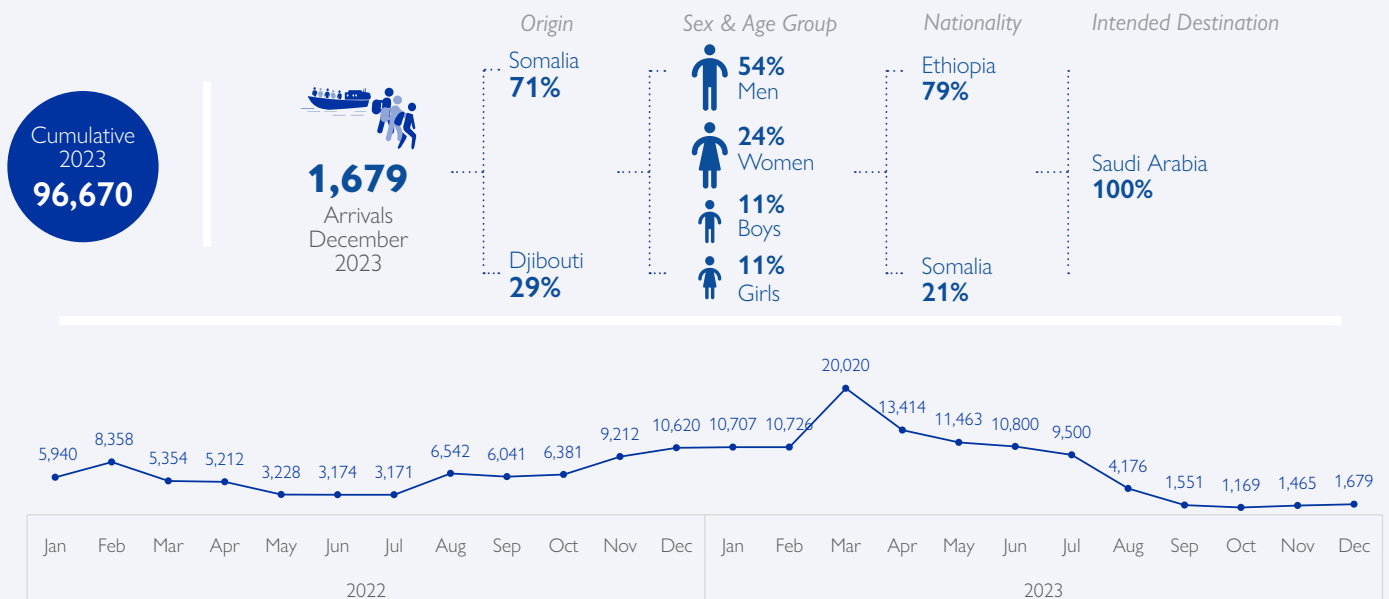 Origin
Sex & Age Group
Nationality
Intended Destination
Cumulative
2023
96,670
1,679
Arrivals
December
2023
Somalia
71%
Djibouti
29%
54%
Men
24%
Women
11%
Boys
11%
Girls
Ethiopia
79%
Somalia
21%
Saudi Arabia
100%
5,940 8,358 5,354 5,212 3,228 3,174 3,171 6,542 6,041 6,381 9,212 10,620 10,707 10,726 20,020 13,414 11,463 10,800 9,500 4,176 1,551 1,169 1,465 1,679
Jan Feb Mar Apr May Jun Jul Aug Sep Oct Nov Dec Jan Feb Mar Apr May Jun Jul Aug Sep Oct Nov Dec
2022 2023